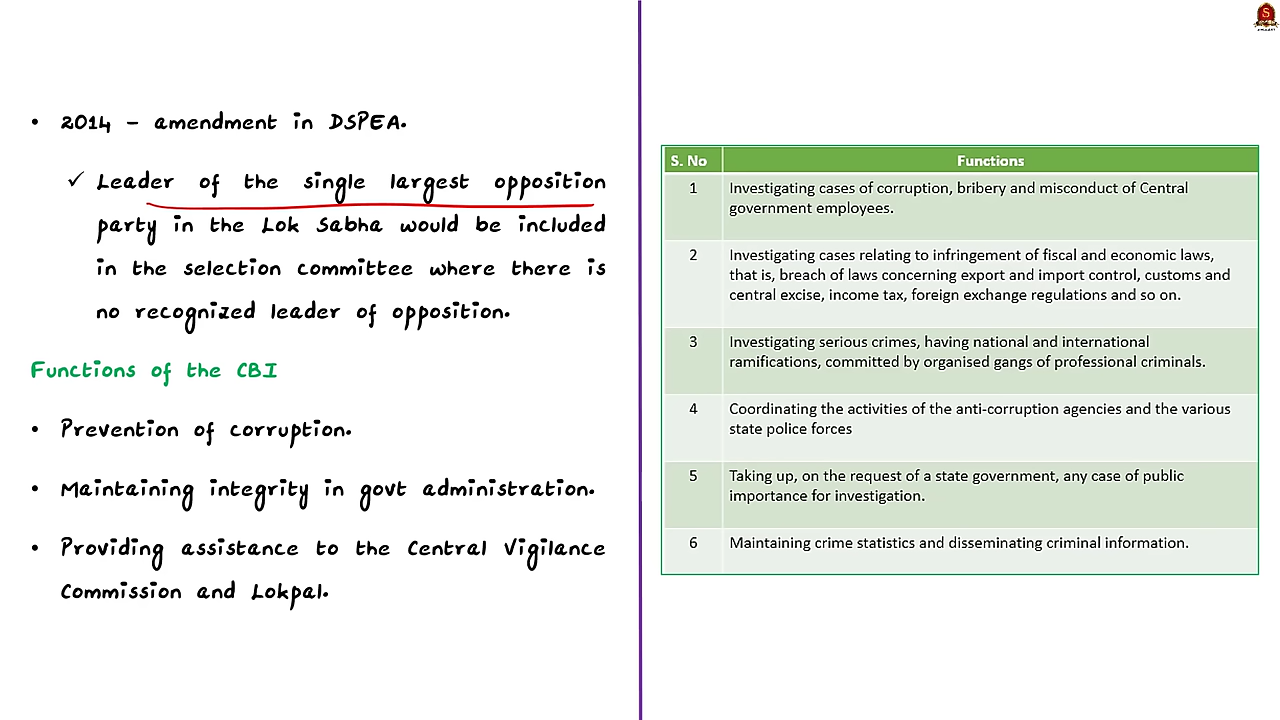 • 2014 - amendment in DSPEA.
✓ Leader of the single largest opposition
party in the Lok Sabha would be included
in the selection committee where there is
no recognized leader of opposition.
Functions of the CBI
• Prevention of corruption.
• Maintaining integrity in govt administration.
• Providing assistance to the Central Vigilance
Commission and Lokpal.
S. No Functions
1 Investigating cases of corruption, bribery and misconduct of Central
government employees.
2 Investigating cases relating to infringement of fiscal and economic laws,
that is, breach of laws concerning export and import control, customs and
central excise, income tax, foreign exchange regulations and so on.
3 Investigating serious crimes, having national and international
ramifications, committed by organised gangs of professional criminals.
4 Coordinating the activities of the anti-corruption agencies and the various
state police forces
5 Taking up, on the request of a state government, any case of public
importance for investigation.
6 Maintaining crime statistics and disseminating criminal information.